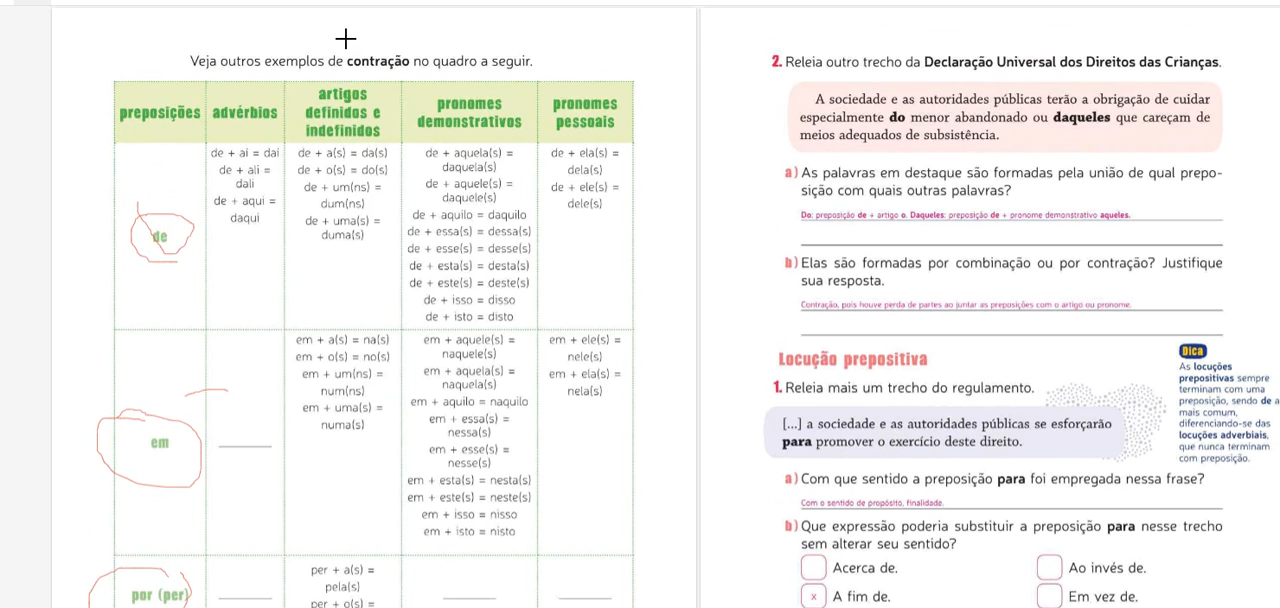 Veja outros exemplos de contração no quadro a seguir.
preposições
advérbios
artigos
definidos e
indefinidos
pronomes
demonstrativos
pronomes
pessoais
de
de + aí = daí
de + ali =
dali
de + aqui =
daqui
de + a(s) = da(s)
de + o(s) = do(s)
de + um(ns) =
dum(ns)
de + uma(s) =
duma(s)
de + aquela(s) =
daquela(s)
de + aquele(s) =
daquele(s)
de + aquilo = daquilo
de + essa(s) = dessa(s)
de + esse(s) = desse(s)
de + esta(s) = desta(s)
de + este(s) = deste(s)
de + isso = disso
de + isto = disto
de + ela(s) =
dela(s)
de + ele(s) =
dele(s)
em
em + a(s) = na(s)
em + o(s) = no(s)
em + um(ns) =
num(ns)
em + uma(s) =
numa(s)
em + aquele(s) =
naquele(s)
em + aquela(s) =
naquela(s)
em + aquilo = naquilo
em + essa(s) =
nessa(s)
em + esse(s) =
nesse(s)
em + esta(s) = nesta(s)
em + este(s) = neste(s)
em + isso = nisso
em + isto = nisto
em + ele(s) =
nele(s)
em + ela(s) =
nela(s)
por (per)
per + a(s) =
pela(s)
per + o(s) =
2. Releia outro trecho da Declaração Universal dos Direitos das Crianças.
A sociedade e as autoridades públicas terão a obrigação de cuidar
especialmente do menor abandonado ou daqueles que careçam de
meios adequados de subsistência.
a) As palavras em destaque são formadas pela união de qual prepo-
sição com quais outras palavras?
Do: preposição de + artigo o. Daqueles: preposição de + pronome demonstrativo aqueles.
b) Elas são formadas por combinação ou por contração? Justifique
sua resposta.
Contração, pois houve perda de partes ao juntar as preposições com o artigo ou pronome.
Locução prepositiva
1. Releia mais um trecho do regulamento.
[...] a sociedade e as autoridades públicas se esforçarão
para promover o exercício deste direito.
Dica
As locuções
prepositivas sempre
terminam com uma
preposição, sendo de a
mais comum,
diferenciando-se das
locuções adverbiais,
que nunca terminam
com preposição.
a) Com que sentido a preposição para foi empregada nessa frase?
Com o sentido de propósito, finalidade.
b) Que expressão poderia substituir a preposição para nesse trecho
sem alterar seu sentido?
Acerca de.
Ao invés de.
x A fim de.
Em vez de.